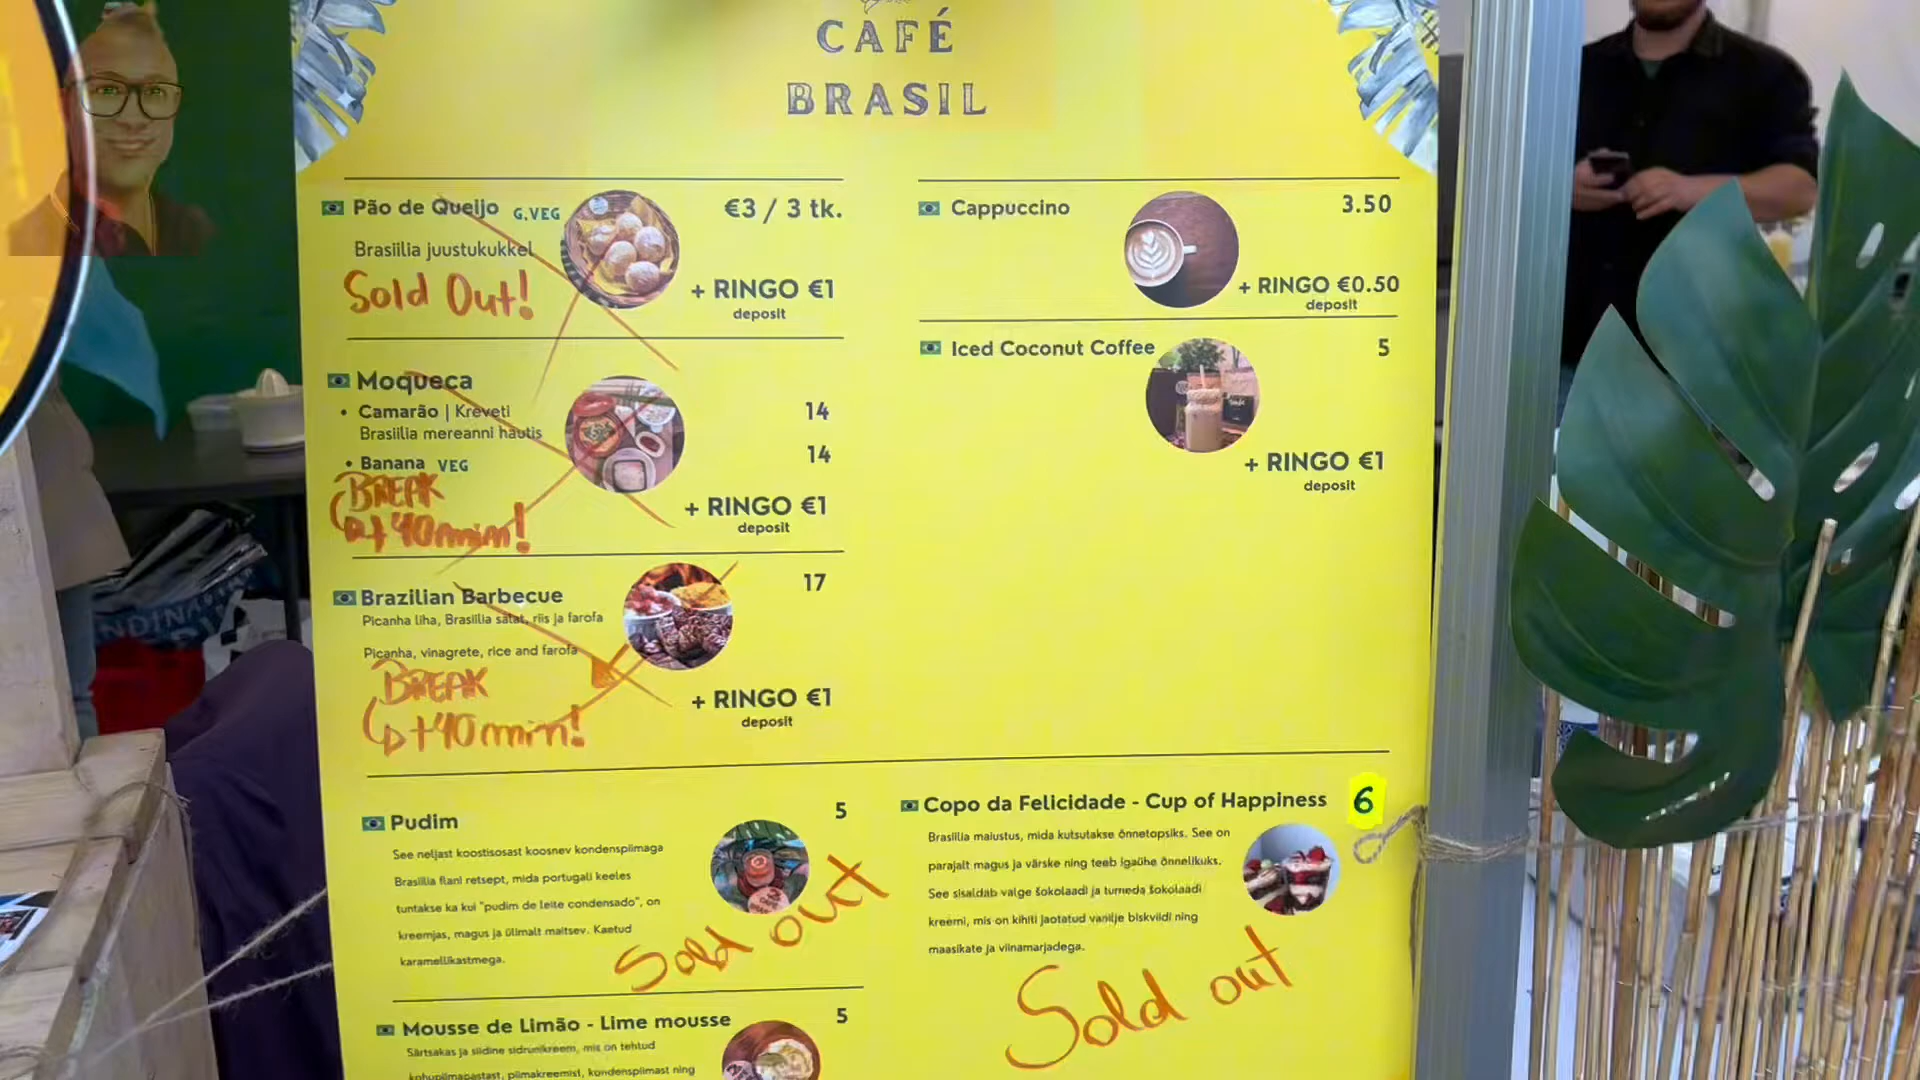 CAFÉ
BRASIL
Pão de Queijo G.VEG €3 / 3 tk.
Brasiilia juustukukkel
Sold Out!
+ RINGO €1
deposit
Moqueca
• Camarão | Kreveti 14
Brasiilia mereanni hautis
• Banana VEG 14
BREAK
+40min!
+ RINGO €1
deposit
Brazilian Barbecue 17
Picanha liha, Brasiilia salat, riis ja farofa
Picanha, vinagrete, rice and farofa
BREAK
+40min!
+ RINGO €1
deposit
Cappuccino 3.50
+ RINGO €0.50
deposit
Iced Coconut Coffee 5
+ RINGO €1
deposit
Pudim 5
See neljast koostisosast koosnev kondenspiimaga
Brasiilia flani retsept, mida portugali keeles
tuntakse ka kui "pudim de leite condensado", on
kreemjas, magus ja ülimalt maitsev. Kaetud
karamellikastmega.
Sold out
Mousse de Limão - Lime mousse 5
Särtsakas ja siidine sidrunikreem, mis on tehtud
kohupiimapastast, piimakreemist, kondenspiimast ning
Copo da Felicidade - Cup of Happiness 6
Brasiilia maiustus, mida kutsutakse õnnetopsiks. See on
parajalt magus ja värske ning teeb igaühe õnnelikuks.
See sisaldab valge šokolaadi ja tumeda šokolaadi
kreemi, mis on kihiti jaotatud vanilje biskviidi ning
maasikate ja viinamarjadega.
Sold out